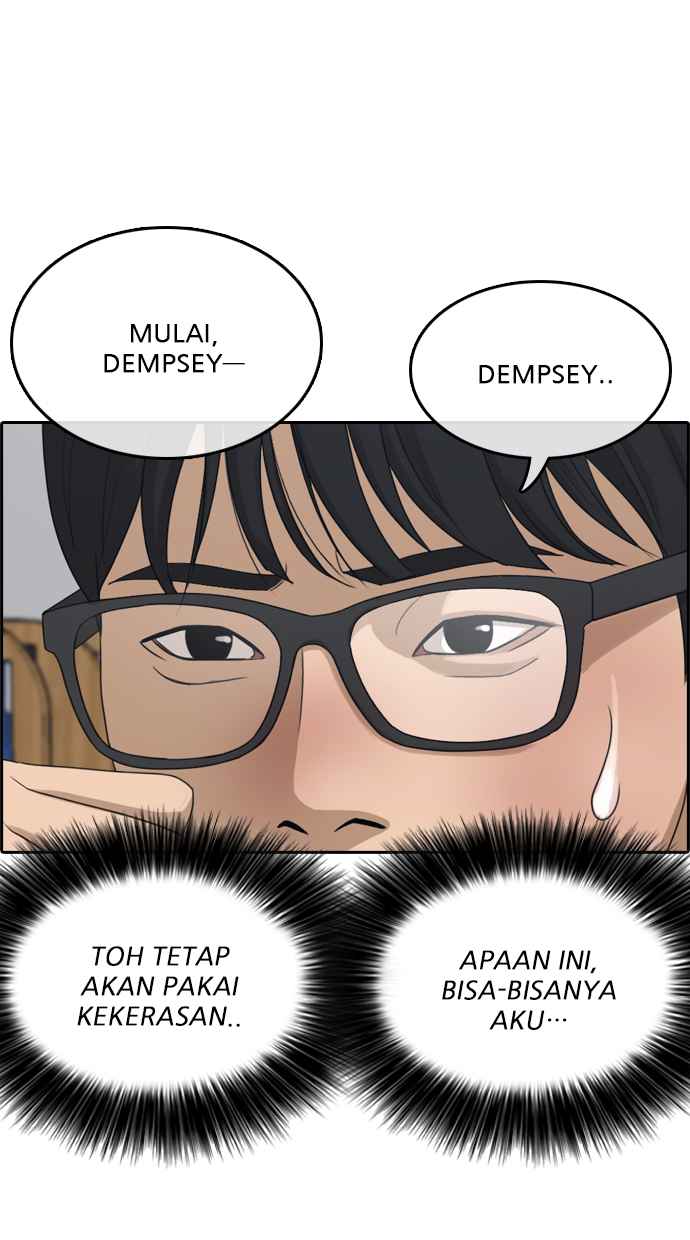 MULAI,
DEMPSEY—
DEMPSEY..
TOH TETAP
AKAN PAKAI
KEKERASAN..
APAAN INI,
BISA-BISANYA
AKU…